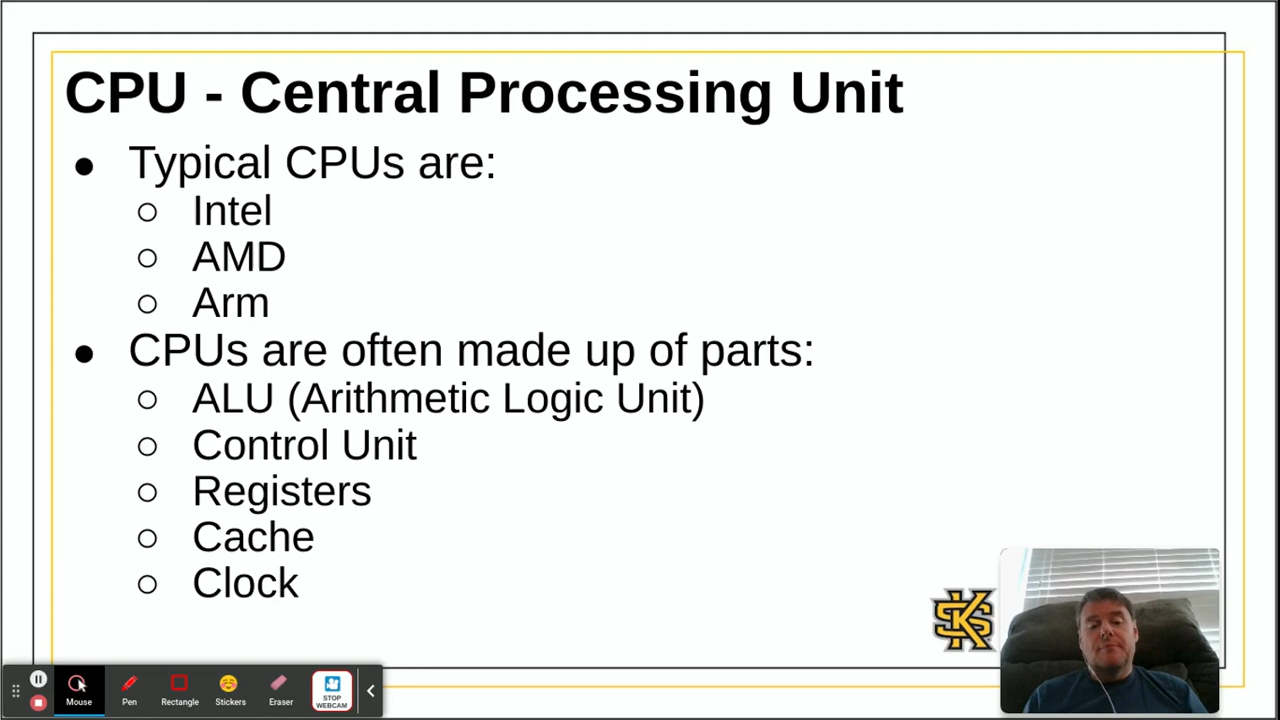 CPU - Central Processing Unit
● Typical CPUs are:
○ Intel
○ AMD
○ Arm
● CPUs are often made up of parts:
○ ALU (Arithmetic Logic Unit)
○ Control Unit
○ Registers
○ Cache
○ Clock
KS
Mouse
Pen
Rectangle
Stickers
Eraser
STOP
WEBCAM